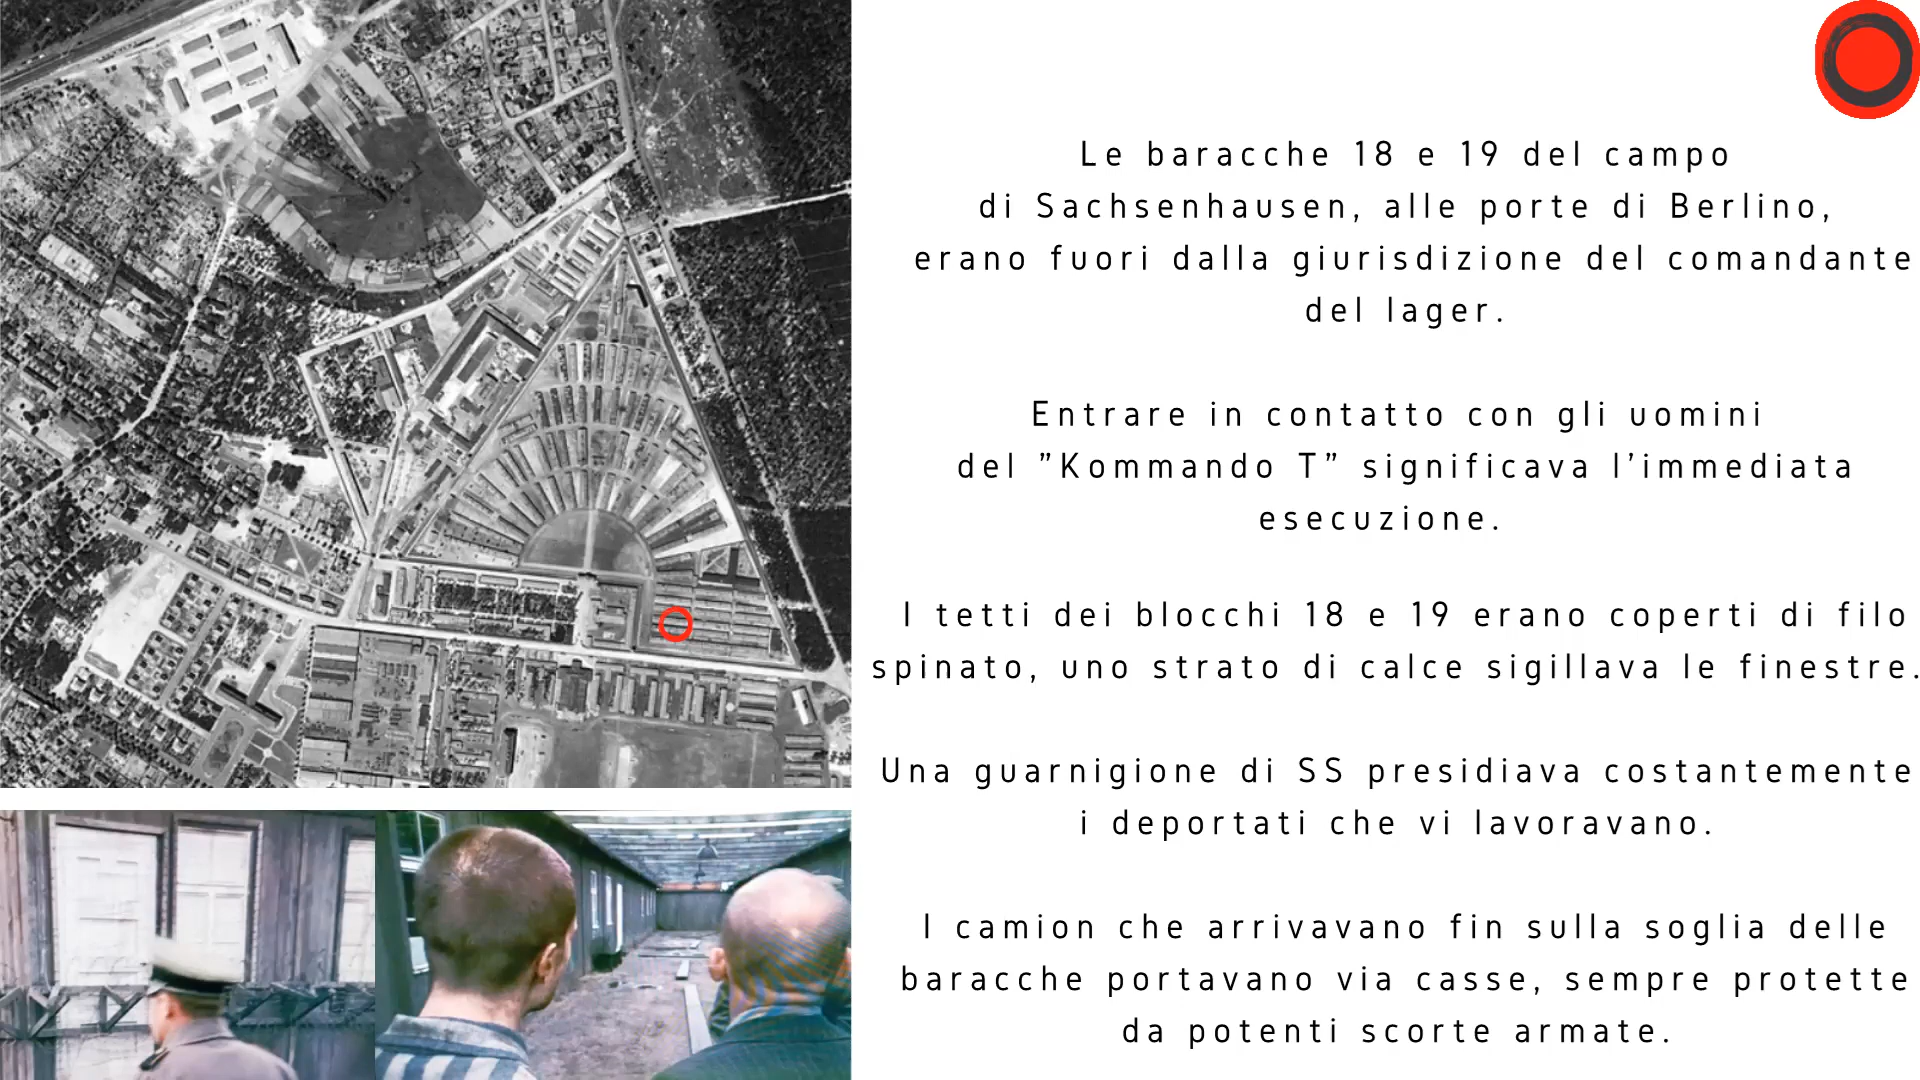 Le baracche 18 e 19 del campo
di Sachsenhausen, alle porte di Berlino,
erano fuori dalla giurisdizione del comandante
del lager.
Entrare in contatto con gli uomini
del ”Kommando T” significava l’immediata
esecuzione.
I tetti dei blocchi 18 e 19 erano coperti di filo
spinato, uno strato di calce sigillava le finestre.
Una guarnigione di SS presidiava costantemente
i deportati che vi lavoravano.
I camion che arrivavano fin sulla soglia delle
baracche portavano via casse, sempre protette
da potenti scorte armate.